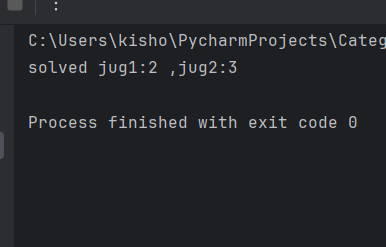 :
C:\Users\kisho\PycharmProjects\Categ
solved jug1:2 ,jug2:3
Process finished with exit code 0